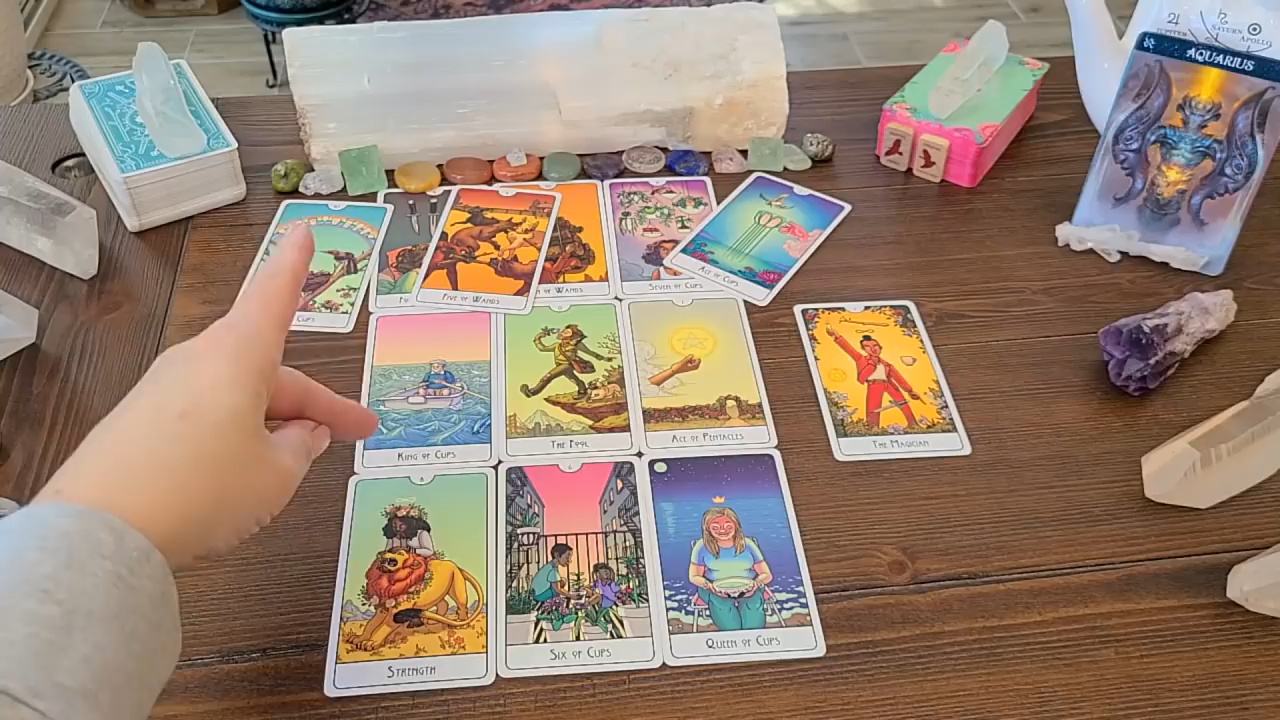 SATURN
APOLLO
AQUARIUS
CUPS
FIVE OF WANDS
OF WANDS
SEVEN OF CUPS
ACE OF CUPS
KING OF CUPS
THE FOOL
ACE OF PENTACLES
THE MAGICIAN
STRENGTH
SIX OF CUPS
QUEEN OF CUPS